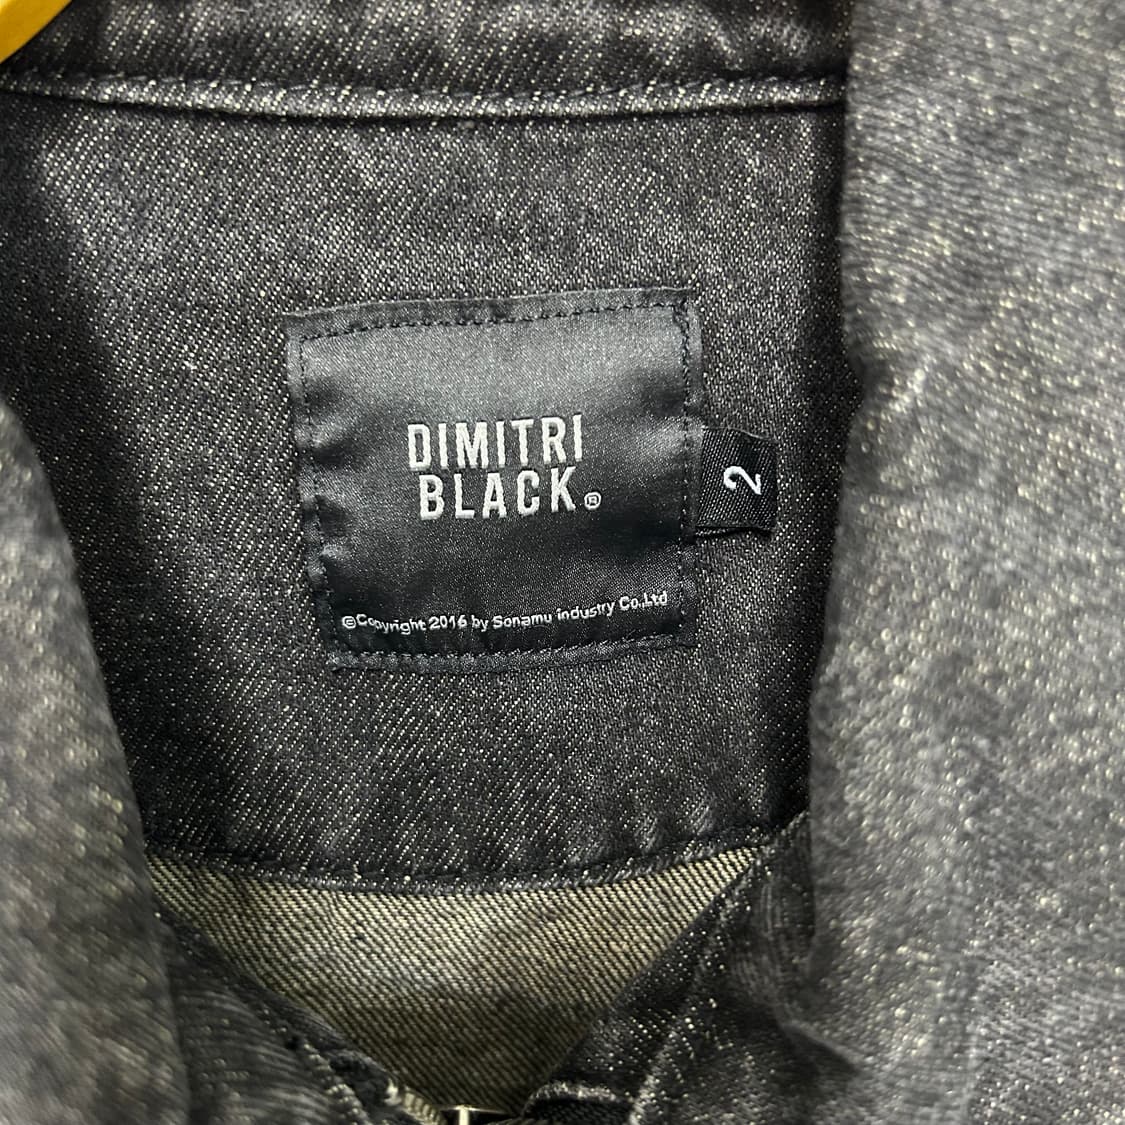 DIMITRI
BLACK®
2
©Copyright 2016 by Sonamu industry Co.,Ltd